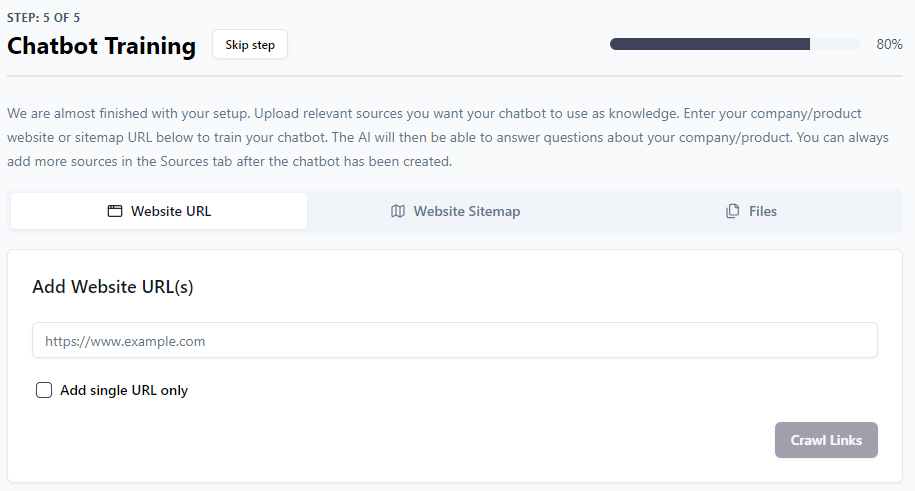 STEP: 5 OF 5
Chatbot Training
Skip step
80%
We are almost finished with your setup. Upload relevant sources you want your chatbot to use as knowledge. Enter your company/product
website or sitemap URL below to train your chatbot. The AI will then be able to answer questions about your company/product. You can always
add more sources in the Sources tab after the chatbot has been created.
Website URL
Website Sitemap
Files
Add Website URL(s)
https://www.example.com
Add single URL only
Crawl Links